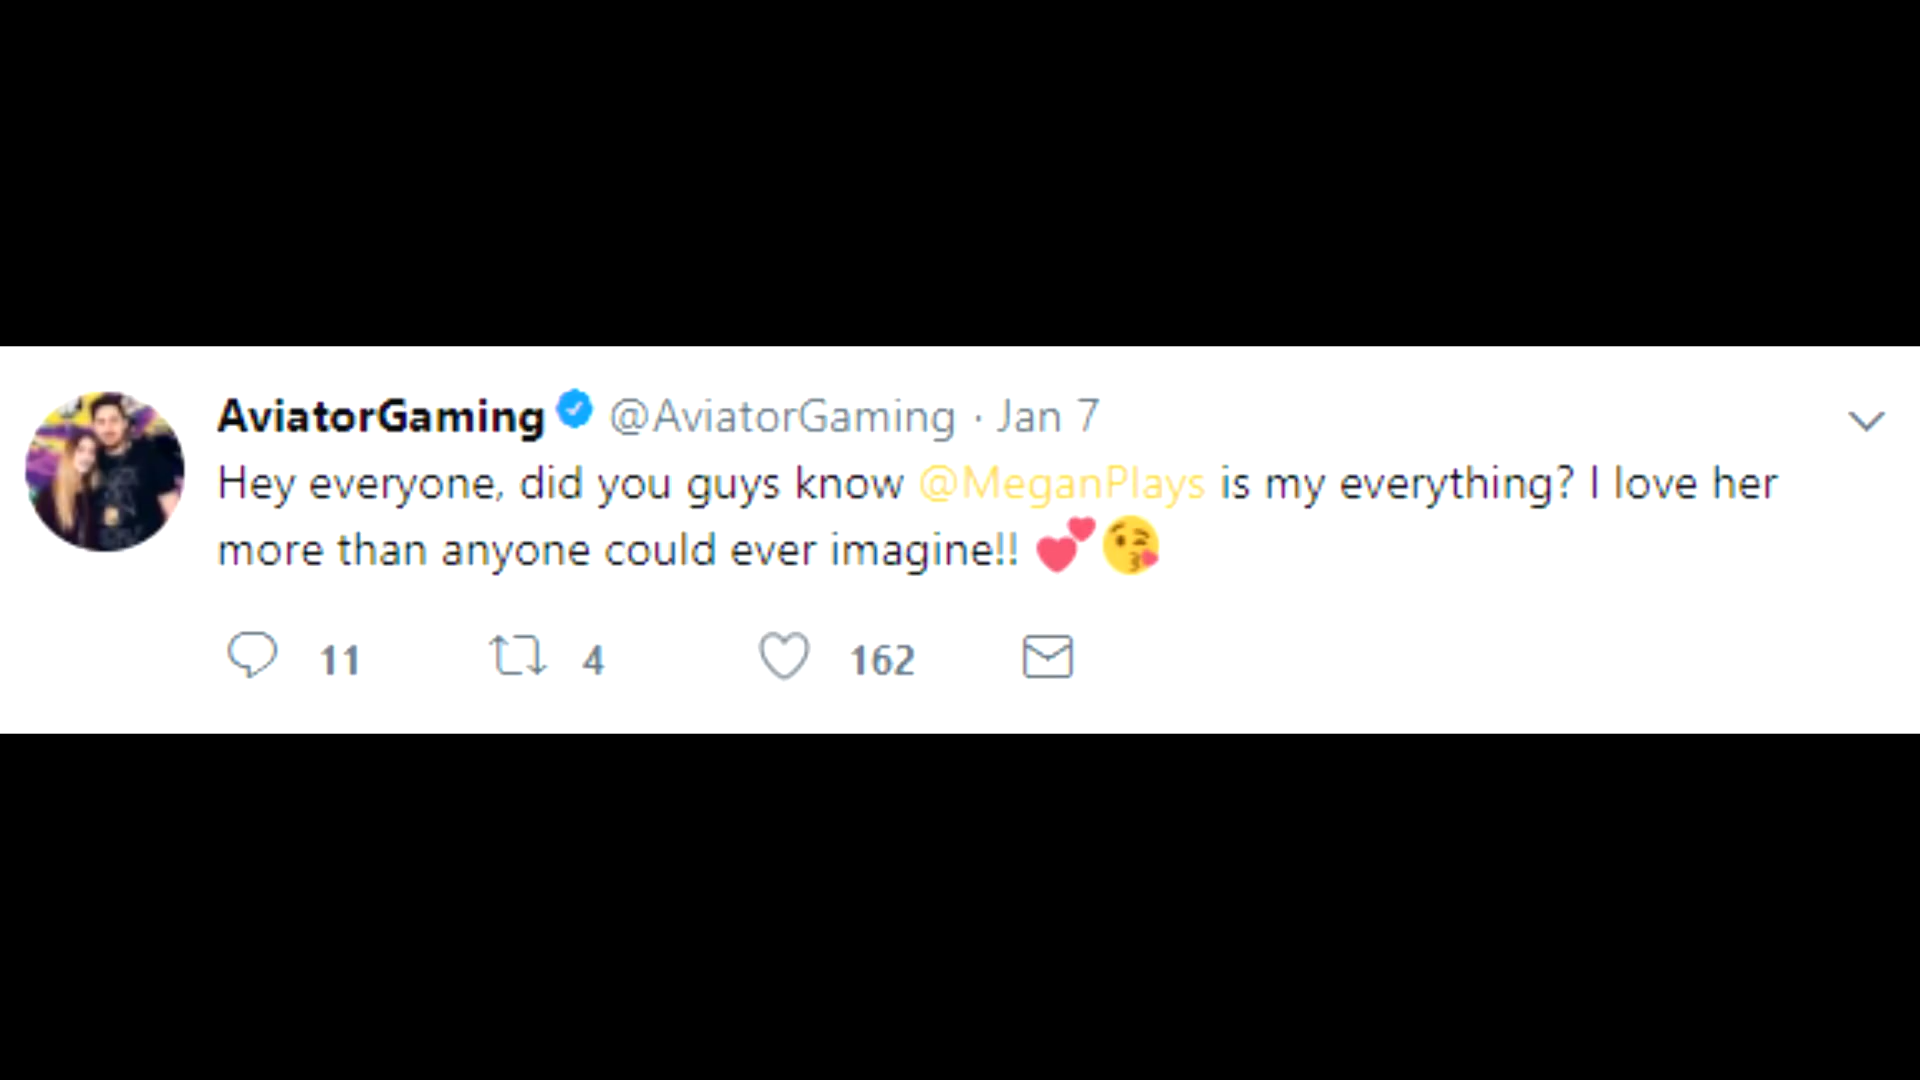 AviatorGaming @AviatorGaming · Jan 7
Hey everyone, did you guys know @MeganPlays is my everything? I love her
more than anyone could ever imagine!! 💕😘
11 4 162